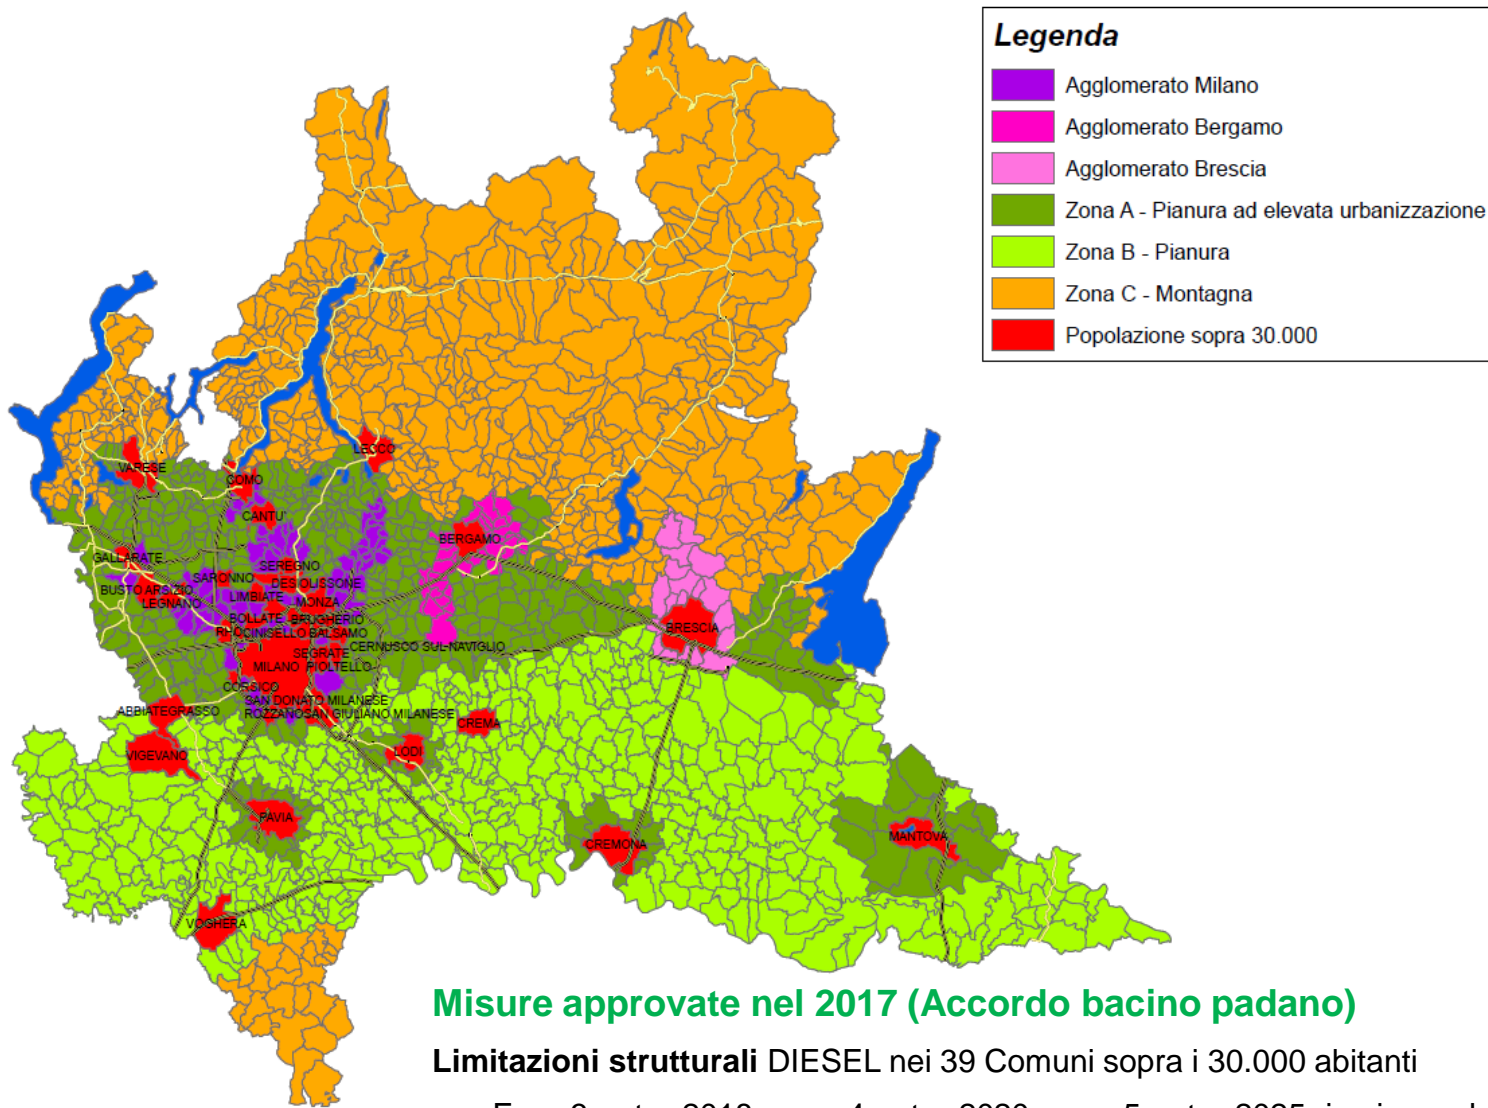 Legenda
Agglomerato Milano
Agglomerato Bergamo
Agglomerato Brescia
Zona A - Pianura ad elevata urbanizzazione
Zona B - Pianura
Zona C - Montagna
Popolazione sopra 30.000
LECCO
VARESE
COMO
CANTU'
BERGAMO
GALLARATE
SEREGNO
SARONNO
DESIO
LISSONE
BUSTO ARSIZIO
LIMBIATE
LEGNANO
MONZA
BOLLATE
BRUGHERIO
RHO
CINISELLO BALSAMO
BRESCIA
CERNUSCO SUL NAVIGLIO
SEGRATE
MILANO
PIOLTELLO
CORSICO
SAN DONATO MILANESE
ABBIATEGRASSO
ROZZANO
SAN GIULIANO MILANESE
CREMA
VIGEVANO
LODI
PAVIA
CREMONA
MANTOVA
VOGHERA
Misure approvate nel 2017 (Accordo bacino padano)
Limitazioni strutturali DIESEL nei 39 Comuni sopra i 30.000 abitanti